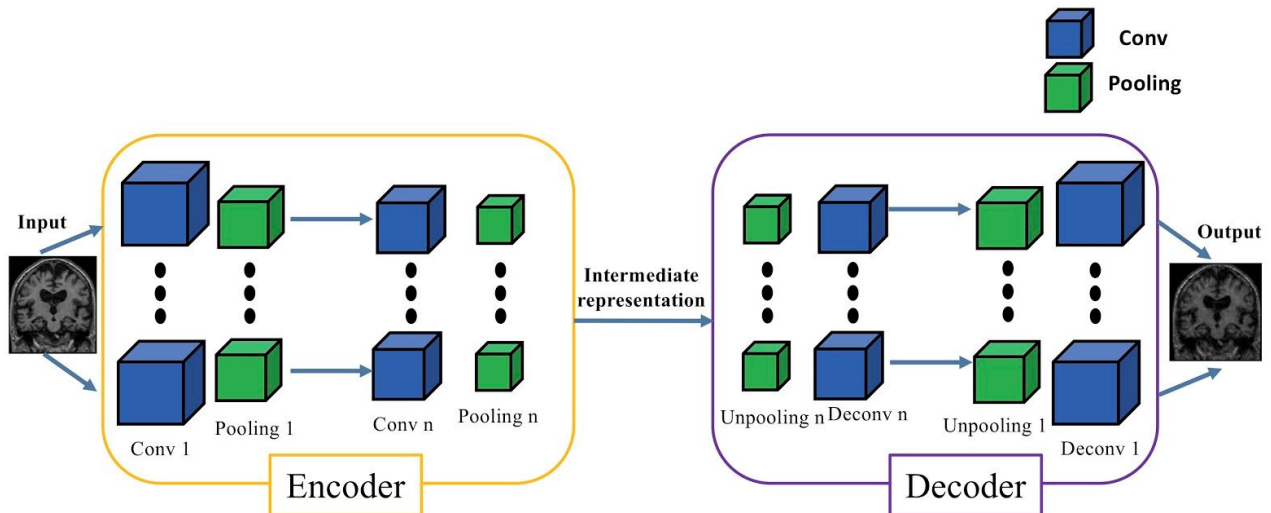 Conv
Pooling
Input
Output
Intermediate
representation
Conv 1
Pooling 1
Conv n
Pooling n
Unpooling n
Deconv n
Unpooling 1
Deconv 1
Encoder
Decoder